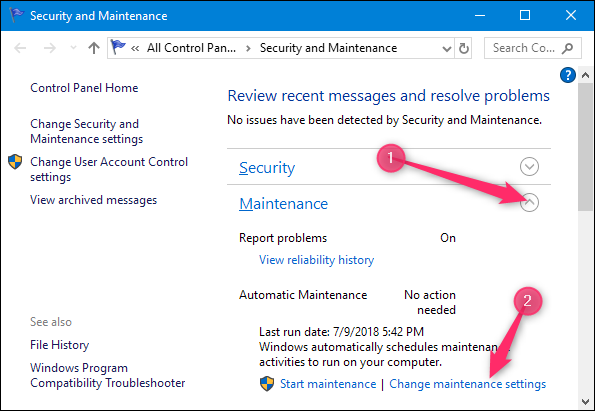 Security and Maintenance
All Control Pan... > Security and Maintenance
Search Co...
Control Panel Home
Change Security and
Maintenance settings
Change User Account Control
settings
View archived messages
See also
File History
Windows Program
Compatibility Troubleshooter
?
Review recent messages and resolve problems
No issues have been detected by Security and Maintenance.
1
Security
Maintenance
Report problems On
View reliability history
Automatic Maintenance No action
needed
2
Last run date: 7/9/2018 5:42 PM
Windows automatically schedules maintenance
activities to run on your computer.
Start maintenance | Change maintenance settings